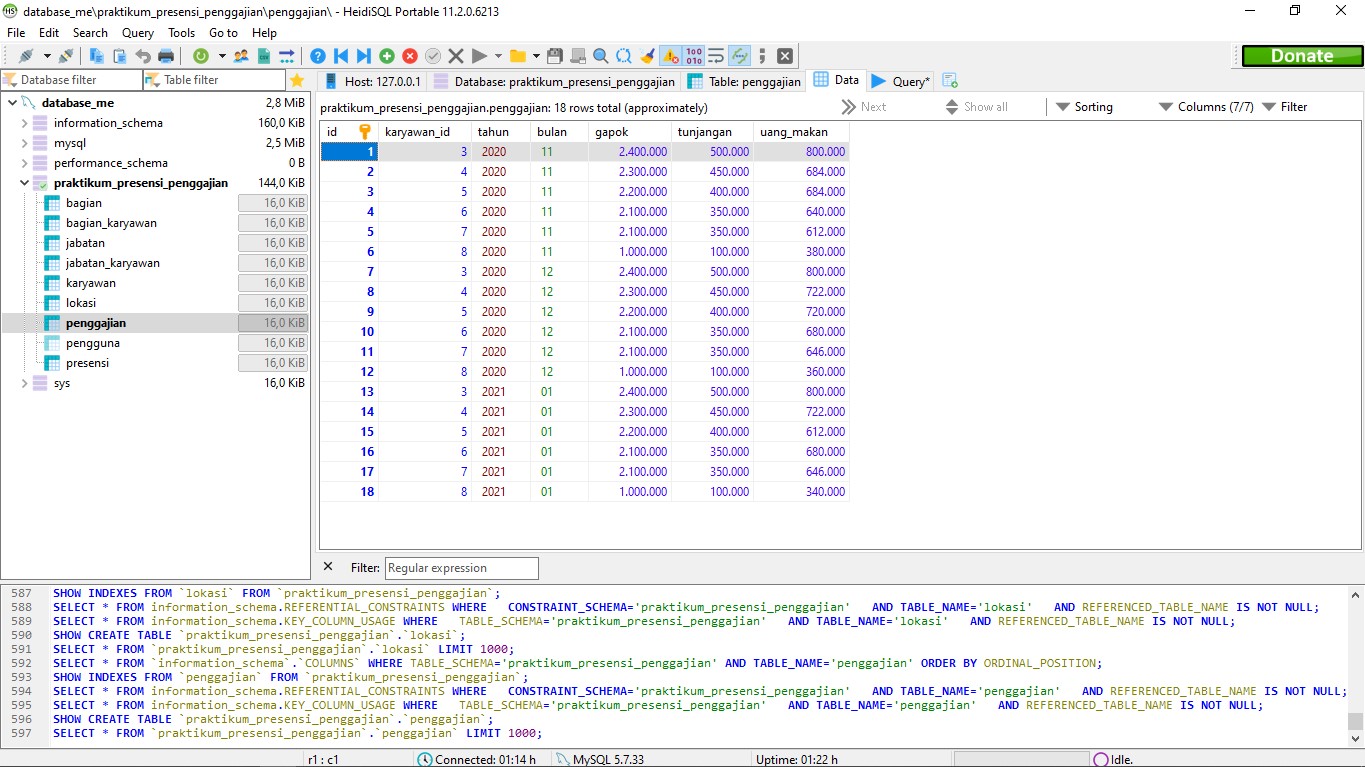 database_me\praktikum_presensi_penggajian\penggajian\ - HeidiSQL Portable 11.2.0.6213
File Edit Search Query Tools Go to Help
Donate
Database filter Table filter
Host: 127.0.0.1 Database: praktikum_presensi_penggajian Table: penggajian Data Query*
database_me 2,8 MiB
information_schema 160,0 KiB
mysql 2,5 MiB
performance_schema 0 B
praktikum_presensi_penggajian 144,0 KiB
bagian 16,0 KiB
bagian_karyawan 16,0 KiB
jabatan 16,0 KiB
jabatan_karyawan 16,0 KiB
karyawan 16,0 KiB
lokasi 16,0 KiB
penggajian 16,0 KiB
pengguna 16,0 KiB
presensi 16,0 KiB
sys 16,0 KiB
praktikum_presensi_penggajian.penggajian: 18 rows total (approximately) Next Show all Sorting Columns (7/7) Filter
id karyawan_id tahun bulan gapok tunjangan uang_makan
1 3 2020 11 2.400.000 500.000 800.000
2 4 2020 11 2.300.000 450.000 684.000
3 5 2020 11 2.200.000 400.000 684.000
4 6 2020 11 2.100.000 350.000 640.000
5 7 2020 11 2.100.000 350.000 612.000
6 8 2020 11 1.000.000 100.000 380.000
7 3 2020 12 2.400.000 500.000 800.000
8 4 2020 12 2.300.000 450.000 722.000
9 5 2020 12 2.200.000 400.000 720.000
10 6 2020 12 2.100.000 350.000 680.000
11 7 2020 12 2.100.000 350.000 646.000
12 8 2020 12 1.000.000 100.000 360.000
13 3 2021 01 2.400.000 500.000 800.000
14 4 2021 01 2.300.000 450.000 722.000
15 5 2021 01 2.200.000 400.000 612.000
16 6 2021 01 2.100.000 350.000 680.000
17 7 2021 01 2.100.000 350.000 646.000
18 8 2021 01 1.000.000 100.000 340.000
Filter: Regular expression
587 SHOW INDEXES FROM `lokasi` FROM `praktikum_presensi_penggajian`;
588 SELECT * FROM information_schema.REFERENTIAL_CONSTRAINTS WHERE   CONSTRAINT_SCHEMA='praktikum_presensi_penggajian'   AND TABLE_NAME='lokasi'   AND REFERENCED_TABLE_NAME IS NOT NULL;
589 SELECT * FROM information_schema.KEY_COLUMN_USAGE WHERE   TABLE_SCHEMA='praktikum_presensi_penggajian'   AND TABLE_NAME='lokasi'   AND REFERENCED_TABLE_NAME IS NOT NULL;
590 SHOW CREATE TABLE `praktikum_presensi_penggajian`.`lokasi`;
591 SELECT * FROM `praktikum_presensi_penggajian`.`lokasi` LIMIT 1000;
592 SELECT * FROM `information_schema`.`COLUMNS` WHERE TABLE_SCHEMA='praktikum_presensi_penggajian' AND TABLE_NAME='penggajian' ORDER BY ORDINAL_POSITION;
593 SHOW INDEXES FROM `penggajian` FROM `praktikum_presensi_penggajian`;
594 SELECT * FROM information_schema.REFERENTIAL_CONSTRAINTS WHERE   CONSTRAINT_SCHEMA='praktikum_presensi_penggajian'   AND TABLE_NAME='penggajian'   AND REFERENCED_TABLE_NAME IS NOT NULL;
595 SELECT * FROM information_schema.KEY_COLUMN_USAGE WHERE   TABLE_SCHEMA='praktikum_presensi_penggajian'   AND TABLE_NAME='penggajian'   AND REFERENCED_TABLE_NAME IS NOT NULL;
596 SHOW CREATE TABLE `praktikum_presensi_penggajian`.`penggajian`;
597 SELECT * FROM `praktikum_presensi_penggajian`.`penggajian` LIMIT 1000;
r1 : c1 Connected: 01:14 h MySQL 5.7.33 Uptime: 01:22 h Idle.